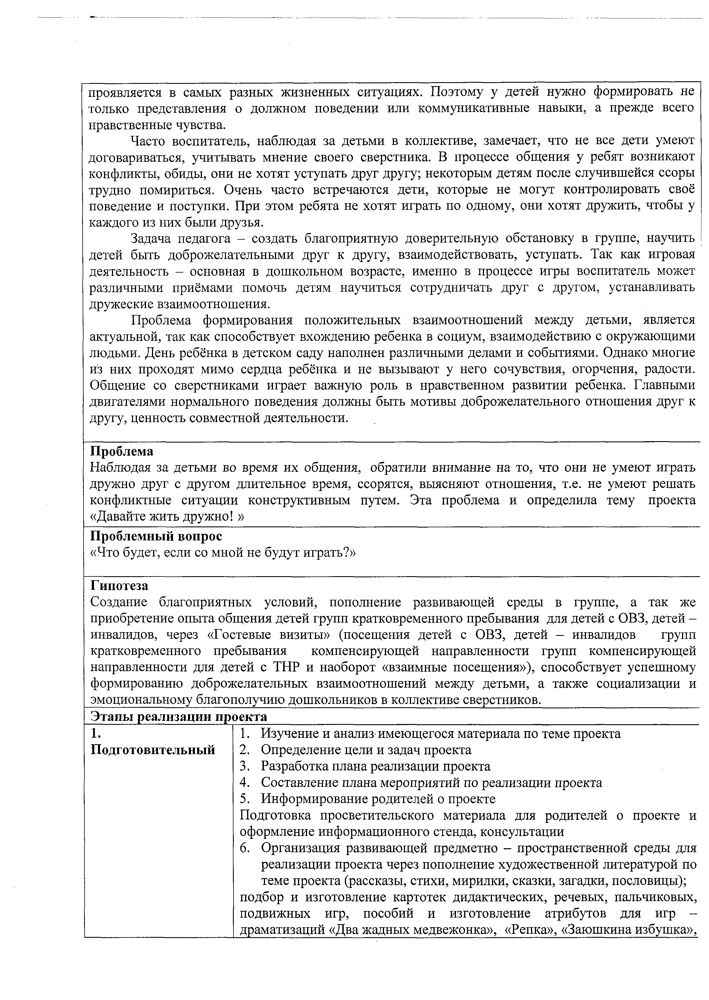 проявляется в самых разных жизненных ситуациях. Поэтому у детей нужно формировать не
только представления о должном поведении или коммуникативные навыки, а прежде всего
нравственные чувства.
Часто воспитатель, наблюдая за детьми в коллективе, замечает, что не все дети умеют
договариваться, учитывать мнение своего сверстника. В процессе общения у ребят возникают
конфликты, обиды, они не хотят уступать друг другу; некоторым детям после случившейся ссоры
трудно помириться. Очень часто встречаются дети, которые не могут контролировать своё
поведение и поступки. При этом ребята не хотят играть по одному, они хотят дружить, чтобы у
каждого из них были друзья.
Задача педагога – создать благоприятную доверительную обстановку в группе, научить
детей быть доброжелательными друг к другу, взаимодействовать, уступать. Так как игровая
деятельность – основная в дошкольном возрасте, именно в процессе игры воспитатель может
различными приёмами помочь детям научиться сотрудничать друг с другом, устанавливать
дружеские взаимоотношения.
Проблема формирования положительных взаимоотношений между детьми, является
актуальной, так как способствует вхождению ребенка в социум, взаимодействию с окружающими
людьми. День ребёнка в детском саду наполнен различными делами и событиями. Однако многие
из них проходят мимо сердца ребёнка и не вызывают у него сочувствия, огорчения, радости.
Общение со сверстниками играет важную роль в нравственном развитии ребенка. Главными
двигателями нормального поведения должны быть мотивы доброжелательного отношения друг к
другу, ценность совместной деятельности.
Проблема
Наблюдая за детьми во время их общения, обратили внимание на то, что они не умеют играть
дружно друг с другом длительное время, ссорятся, выясняют отношения, т.е. не умеют решать
конфликтные ситуации конструктивным путем. Эта проблема и определила тему проекта
«Давайте жить дружно! »
Проблемный вопрос
«Что будет, если со мной не будут играть?»
Гипотеза
Создание благоприятных условий, пополнение развивающей среды в группе, а так же
приобретение опыта общения детей групп кратковременного пребывания для детей с ОВЗ, детей –
инвалидов, через «Гостевые визиты» (посещения детей с ОВЗ, детей – инвалидов групп
кратковременного пребывания компенсирующей направленности групп компенсирующей
направленности для детей с ТНР и наоборот «взаимные посещения»), способствует успешному
формированию доброжелательных взаимоотношений между детьми, а также социализации и
эмоциональному благополучию дошкольников в коллективе сверстников.
Этапы реализации проекта
1.
Подготовительный
1. Изучение и анализ имеющегося материала по теме проекта
2. Определение цели и задач проекта
3. Разработка плана реализации проекта
4. Составление плана мероприятий по реализации проекта
5. Информирование родителей о проекте
Подготовка просветительского материала для родителей о проекте и
оформление информационного стенда, консультации
6. Организация развивающей предметно – пространственной среды для
реализации проекта через пополнение художественной литературой по
теме проекта (рассказы, стихи, мирилки, сказки, загадки, пословицы);
подбор и изготовление картотек дидактических, речевых, пальчиковых,
подвижных игр, пособий и изготовление атрибутов для игр –
драматизаций «Два жадных медвежонка», «Репка», «Заюшкина избушка»,